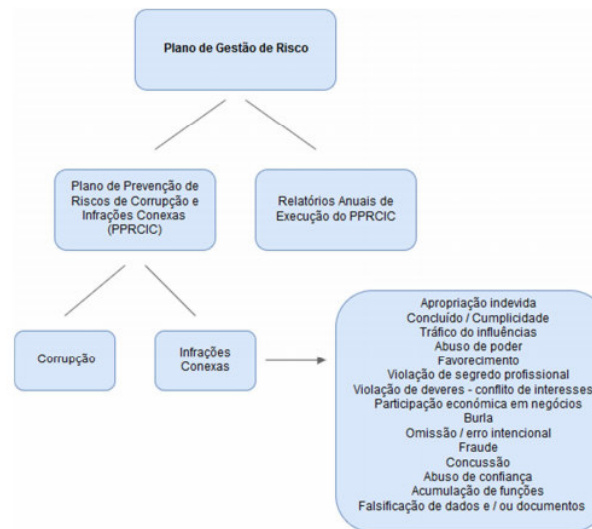 Plano de Gestão de Risco
Plano de Prevenção de
Riscos de Corrupção e
Infrações Conexas
(PPRCIC)
Relatórios Anuais de
Execução do PPRCIC
Corrupção
Infrações
Conexas
Apropriação indevida
Concluído / Cumplicidade
Tráfico do influências
Abuso de poder
Favorecimento
Violação de segredo profissional
Violação de deveres - conflito de interesses
Participação económica em negócios
Burla
Omissão / erro intencional
Fraude
Concussão
Abuso de confiança
Acumulação de funções
Falsificação de dados e / ou documentos